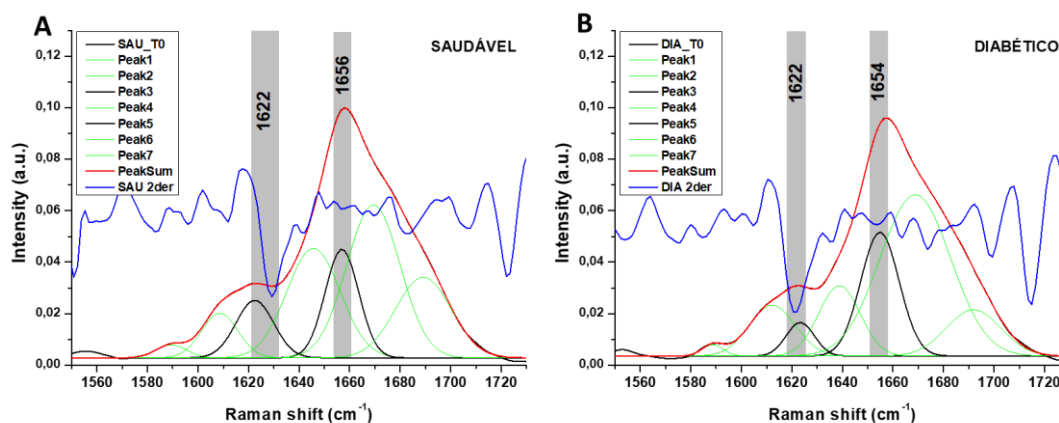 A
SAUDÁVEL
SAU_T0
Peak1
Peak2
Peak3
Peak4
Peak5
Peak6
Peak7
PeakSum
SAU 2der
1622
1656
0,13
0,12
0,10
0,08
0,06
0,04
0,02
0,00
Intensity (a.u.)
1560 1580 1600 1620 1640 1660 1680 1700 1720
Raman shift (cm⁻¹)
B
DIABÉTICO
DIA_T0
Peak1
Peak2
Peak3
Peak4
Peak5
Peak6
Peak7
PeakSum
DIA 2der
1622
1654
0,13
0,12
0,10
0,08
0,06
0,04
0,02
0,00
Intensity (a.u.)
1560 1580 1600 1620 1640 1660 1680 1700 1720
Raman shift (cm⁻¹)